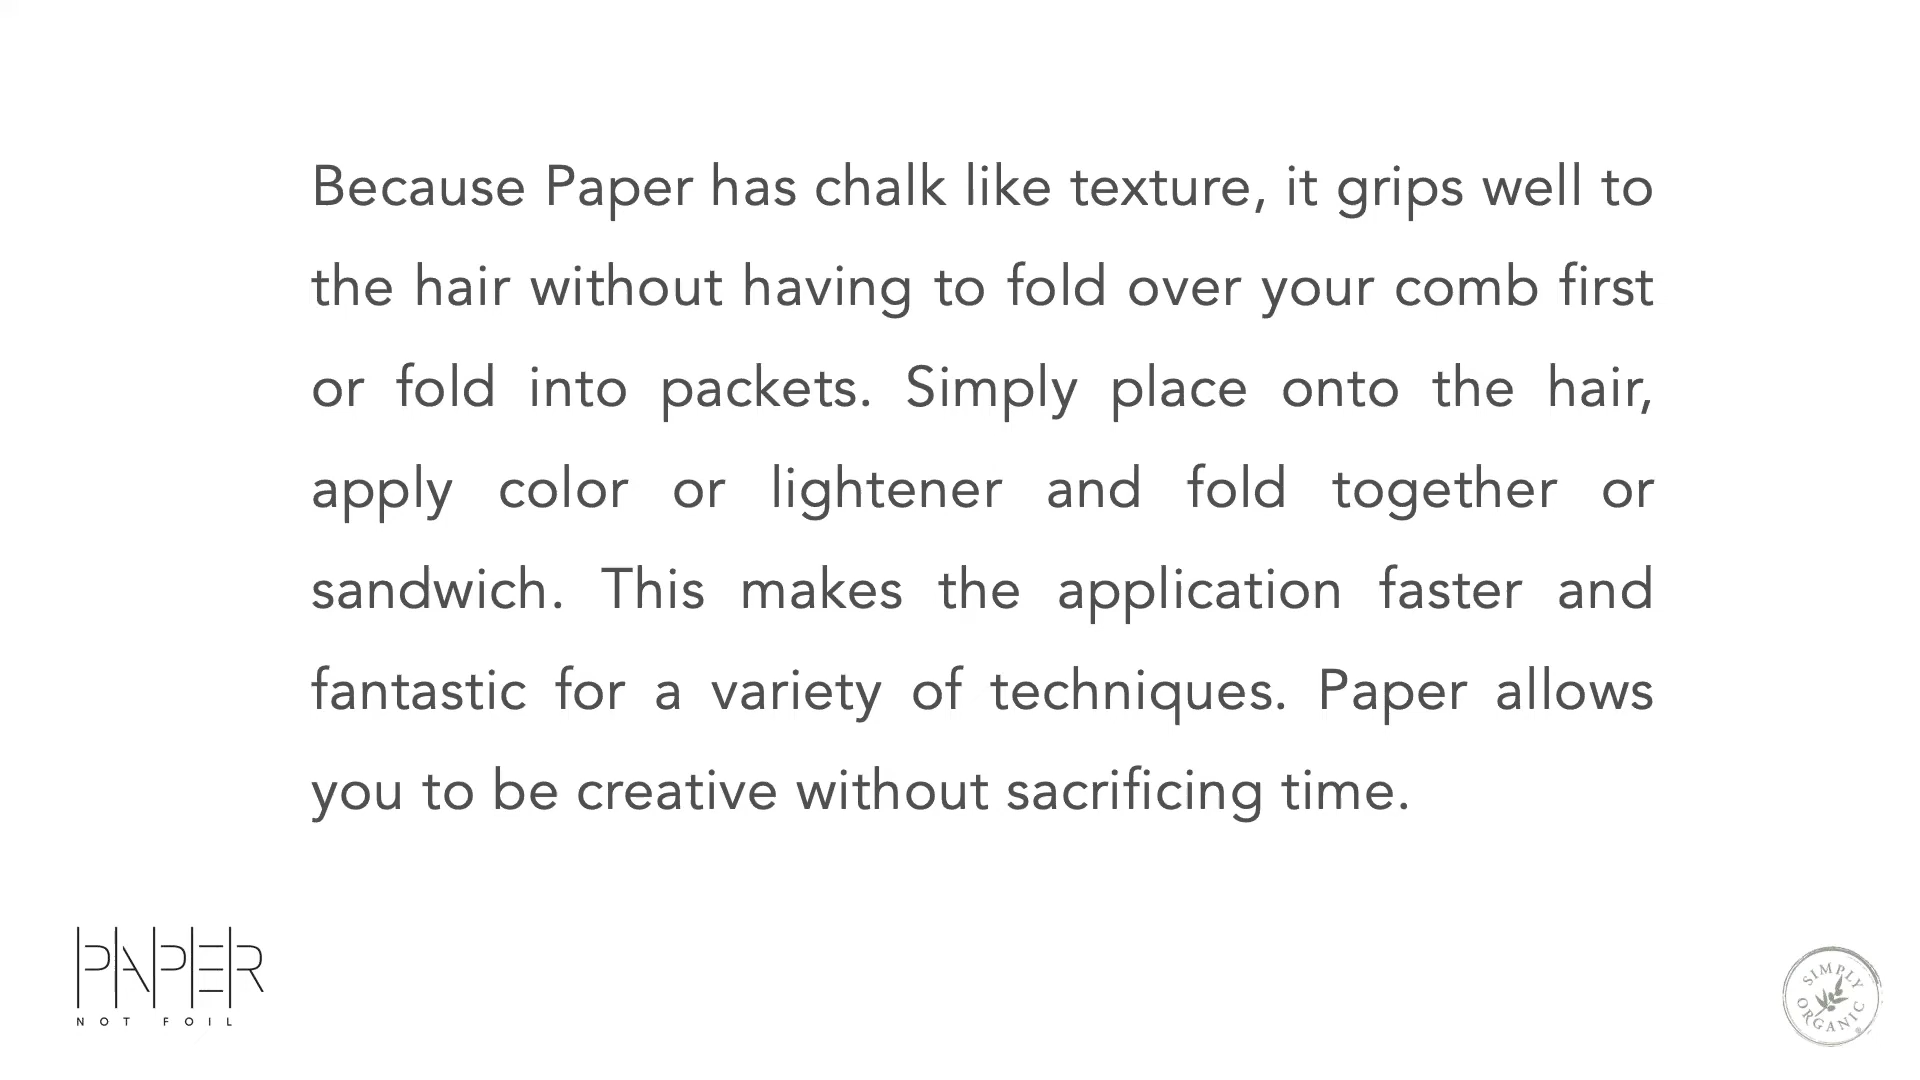 Because Paper has chalk like texture, it grips well to
the hair without having to fold over your comb first
or fold into packets. Simply place onto the hair,
apply color or lightener and fold together or
sandwich. This makes the application faster and
fantastic for a variety of techniques. Paper allows
you to be creative without sacrificing time.
PAPER
NOT FOIL
SIMPLY
ORGANIC®